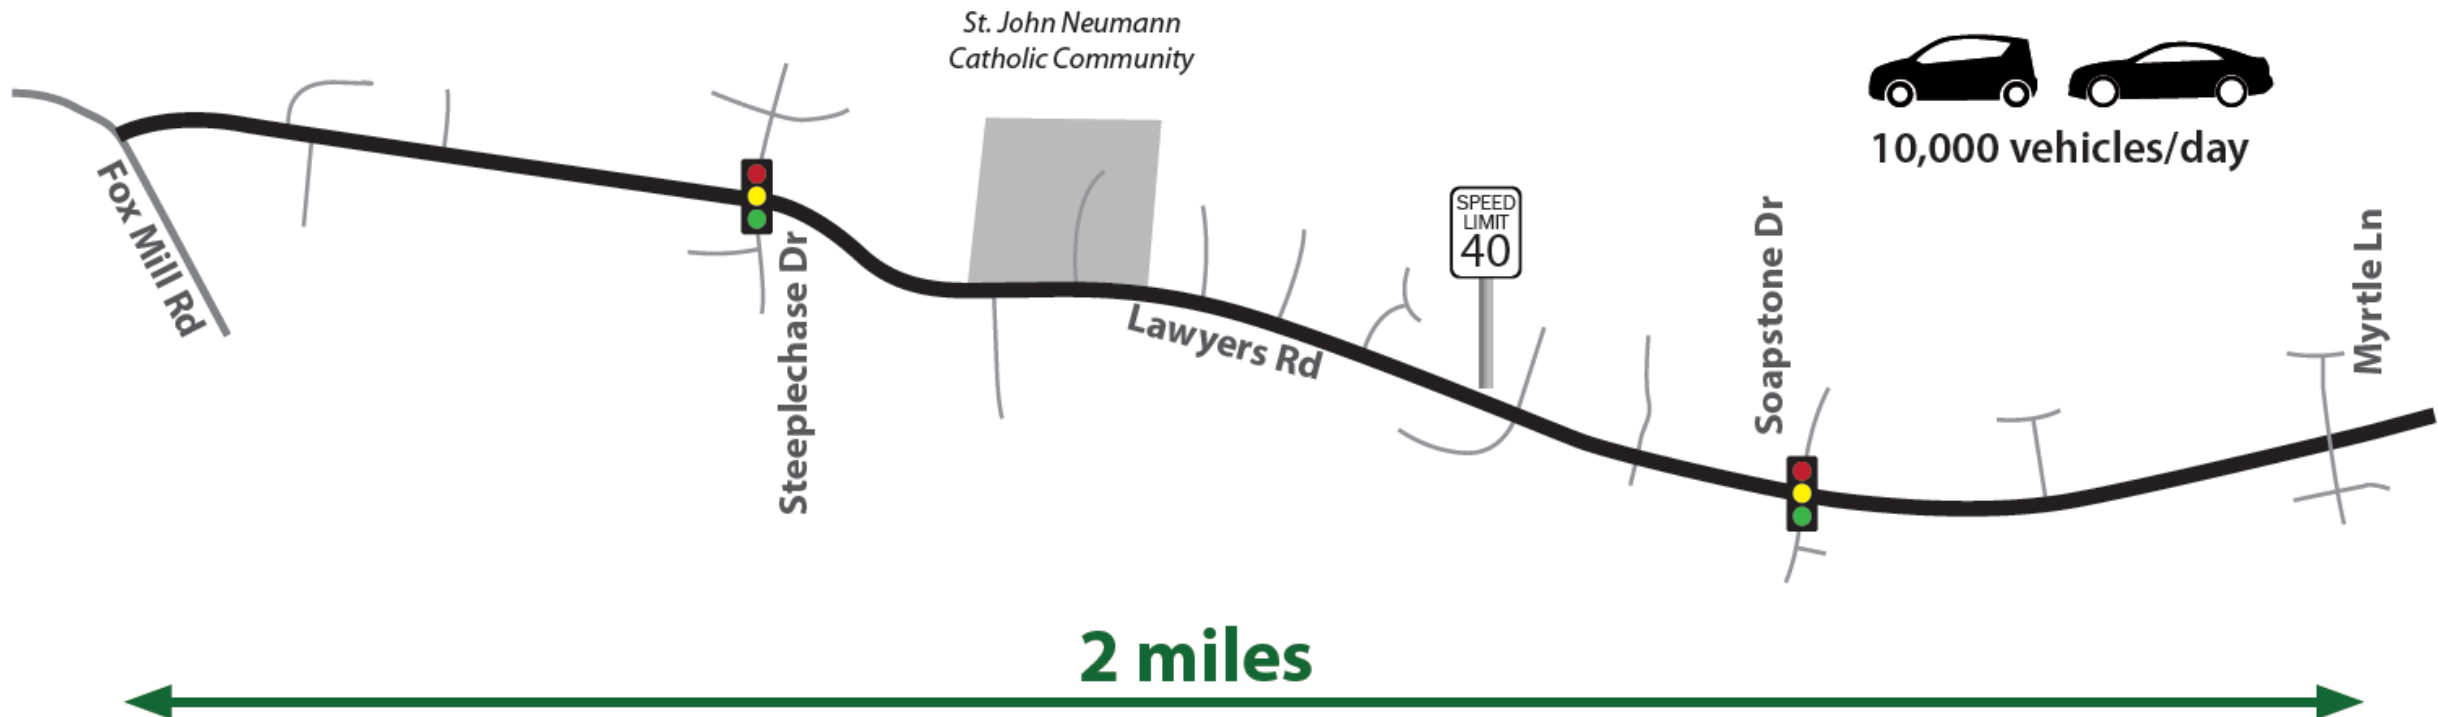 St. John Neumann
Catholic Community
10,000 vehicles/day
Fox Mill Rd
Steeplechase Dr
Lawyers Rd
SPEED
LIMIT
40
Soapstone Dr
Myrtle Ln
2 miles